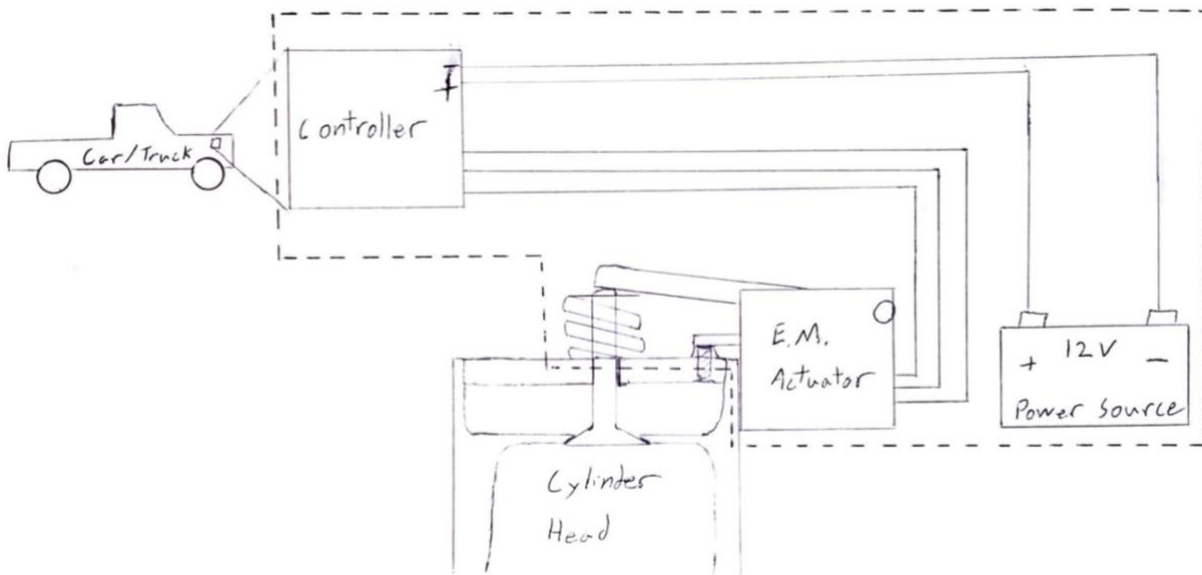 Controller
Car/Truck
E.M.
Actuator
+ 12V −
Power Source
Cylinder
Head